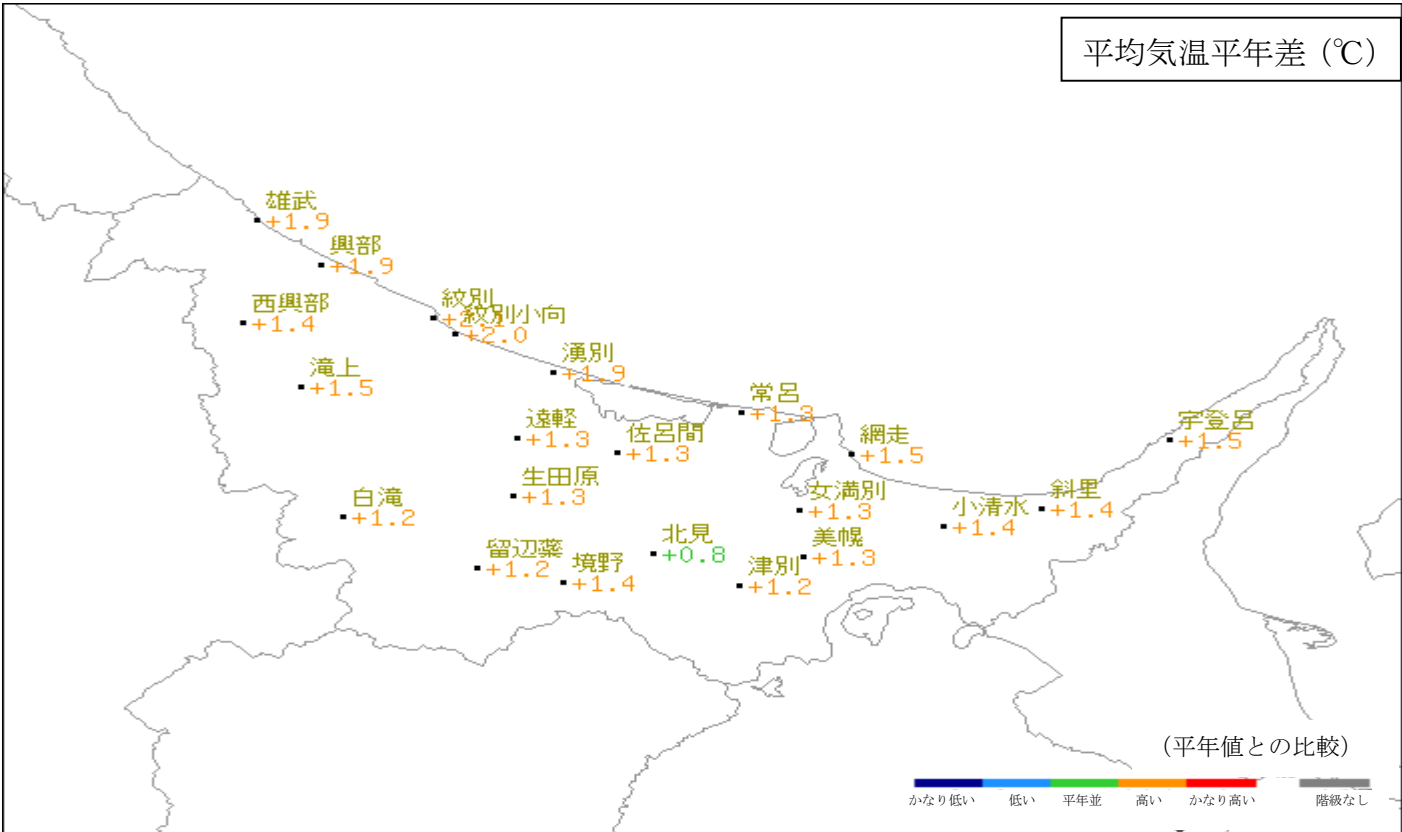 平均気温平年差（℃）
雄武
+1.9
興部
+1.9
西興部
+1.4
紋別
+2.1
紋別小向
+2.0
滝上
+1.5
湧別
+1.9
常呂
+1.3
遠軽
+1.3
佐呂間
+1.3
網走
+1.5
宇登呂
+1.5
生田原
+1.3
白滝
+1.2
女満別
+1.3
小清水
+1.4
斜里
+1.4
留辺蘂
+1.2
境野
+1.4
北見
+0.8
津別
+1.2
美幌
+1.3
（平年値との比較）
かなり低い 低い 平年並 高い かなり高い 階級なし